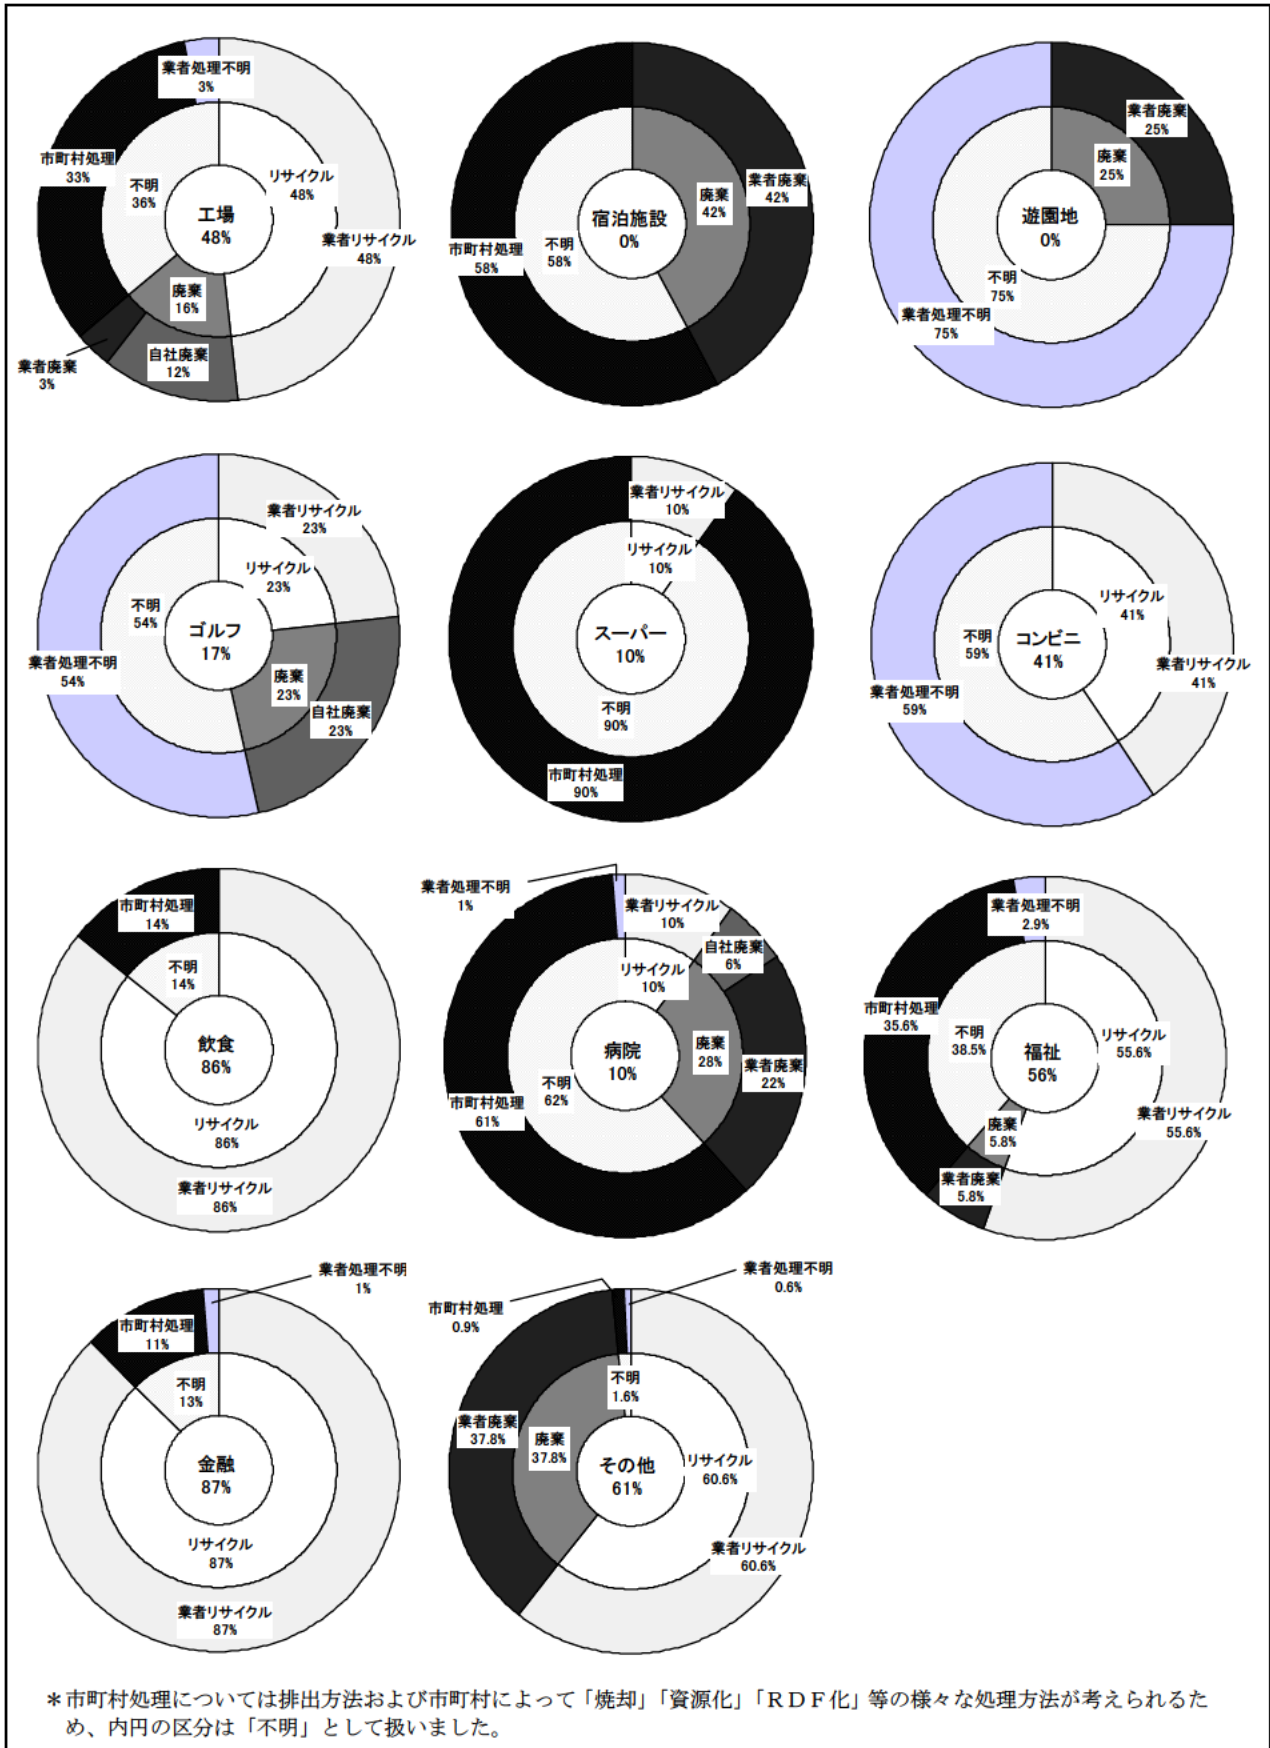 業者処理不明
3%
市町村処理
33%
不明
36%
リサイクル
48%
工場
48%
業者リサイクル
48%
廃棄
16%
自社廃棄
12%
業者廃棄
3%
廃棄
42%
業者廃棄
42%
宿泊施設
0%
市町村処理
58%
不明
58%
業者廃棄
25%
廃棄
25%
遊園地
0%
不明
75%
業者処理不明
75%
業者リサイクル
23%
リサイクル
23%
不明
54%
ゴルフ
17%
業者処理不明
54%
廃棄
23%
自社廃棄
23%
業者リサイクル
10%
リサイクル
10%
スーパー
10%
不明
90%
市町村処理
90%
リサイクル
41%
不明
59%
コンビニ
41%
業者リサイクル
41%
業者処理不明
59%
市町村処理
14%
不明
14%
飲食
86%
リサイクル
86%
業者リサイクル
86%
業者処理不明
1%
業者リサイクル
10%
自社廃棄
6%
リサイクル
10%
病院
10%
廃棄
28%
業者廃棄
22%
不明
62%
市町村処理
61%
業者処理不明
2.9%
市町村処理
35.6%
不明
38.5%
リサイクル
55.6%
福祉
56%
業者リサイクル
55.6%
廃棄
5.8%
業者廃棄
5.8%
業者処理不明
1%
市町村処理
11%
不明
13%
金融
87%
リサイクル
87%
業者リサイクル
87%
業者処理不明
0.6%
市町村処理
0.9%
不明
1.6%
業者廃棄
37.8%
廃棄
37.8%
その他
61%
リサイクル
60.6%
業者リサイクル
60.6%
＊市町村処理については排出方法および市町村によって「焼却」「資源化」「ＲＤＦ化」等の様々な処理方法が考えられるた
め、内円の区分は「不明」として扱いました。